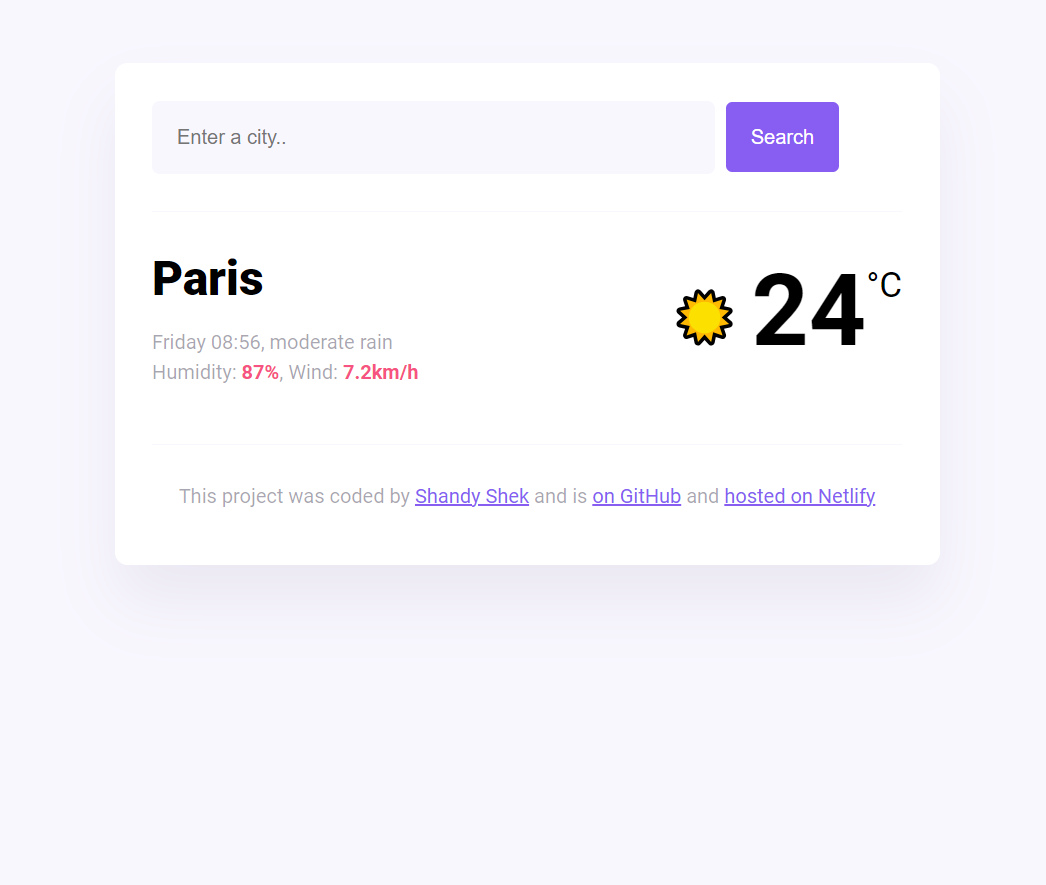 Enter a city..
Search
Paris
24°C
Friday 08:56, moderate rain
Humidity: 87%, Wind: 7.2km/h
This project was coded by Shandy Shek and is on GitHub and hosted on Netlify